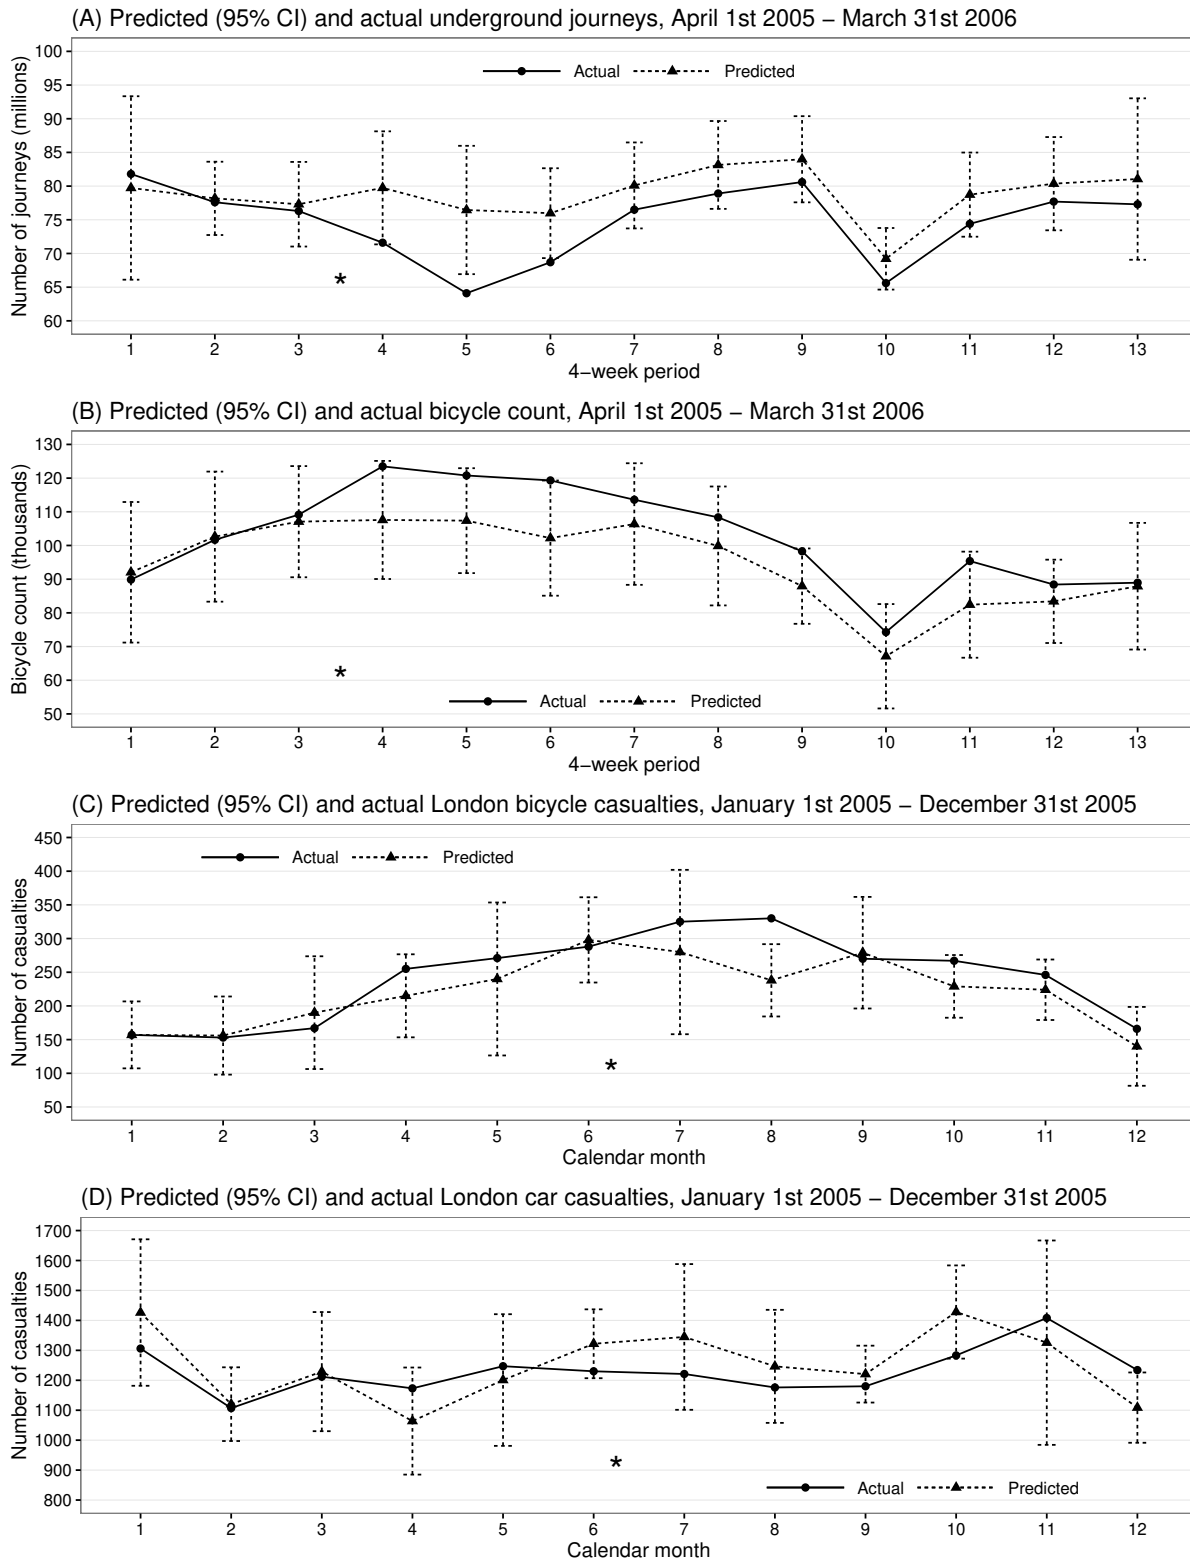 (A) Predicted (95% CI) and actual underground journeys, April 1st 2005 − March 31st 2006
Number of journeys (millions)
100
95
90
85
80
75
70
65
60
Actual
Predicted
*
1 2 3 4 5 6 7 8 9 10 11 12 13
4−week period
(B) Predicted (95% CI) and actual bicycle count, April 1st 2005 − March 31st 2006
Bicycle count (thousands)
130
120
110
100
90
80
70
60
50
*
Actual
Predicted
1 2 3 4 5 6 7 8 9 10 11 12 13
4−week period
(C) Predicted (95% CI) and actual London bicycle casualties, January 1st 2005 − December 31st 2005
Number of casualties
450
400
350
300
250
200
150
100
50
Actual
Predicted
*
1 2 3 4 5 6 7 8 9 10 11 12
Calendar month
(D) Predicted (95% CI) and actual London car casualties, January 1st 2005 − December 31st 2005
Number of casualties
1700
1600
1500
1400
1300
1200
1100
1000
900
800
*
Actual
Predicted
1 2 3 4 5 6 7 8 9 10 11 12
Calendar month